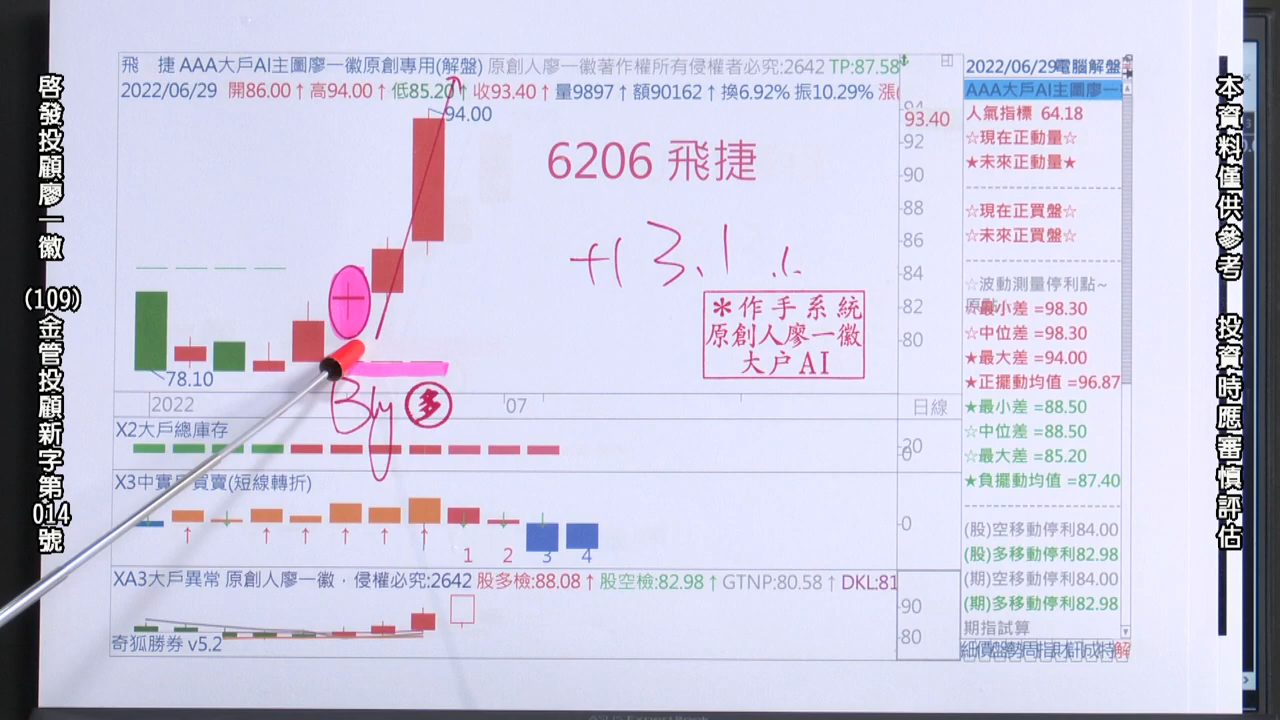 啓發投顧廖一徽 (109)金管投顧新字第014號
本資料僅供參考 投資時應審慎評估
飛 捷 AAA大戶AI主圖廖一徽原創專用(解盤) 原創人廖一徽著作權所有侵權者必究:2642 TP:87.58
2022/06/29 開86.00↑ 高94.00↑ 低85.20↑ 收93.40↑ 量9897↑ 額90162↑ 換6.92% 振10.29% 漲(
94.00
78.10
6206 飛捷
+13.1%
*作手系統
原創人廖一徽
大户AI
Bly
多
94
93.40
92
90
88
86
84
82
80
2022
07
日線
X2大戶總庫存
20
0
X3中實戶買賣(短線轉折)
0
1 2 3 4
XA3大戶異常 原創人廖一徽，侵權必究:2642 股多檢:88.08↑ 股空檢:82.98↑ GTNP:80.58↑ DKL:81
90
80
奇狐勝券 v5.2
2022/06/29電腦解盤
AAA大戶AI主圖廖一
人氣指標 64.18
☆現在正動量☆
★未來正動量★
☆現在正買盤☆
☆未來正買盤☆
☆波動測量停利點~
☆最小差=98.30
☆中位差=98.30
★最大差=94.00
★正擺動均值=96.87
★最小差=88.50
☆中位差=88.50
☆最大差=85.20
★負擺動均值=87.40
(股)空移動停利84.00
(股)多移動停利82.98
(期)空移動停利84.00
(期)多移動停利82.98
期指試算